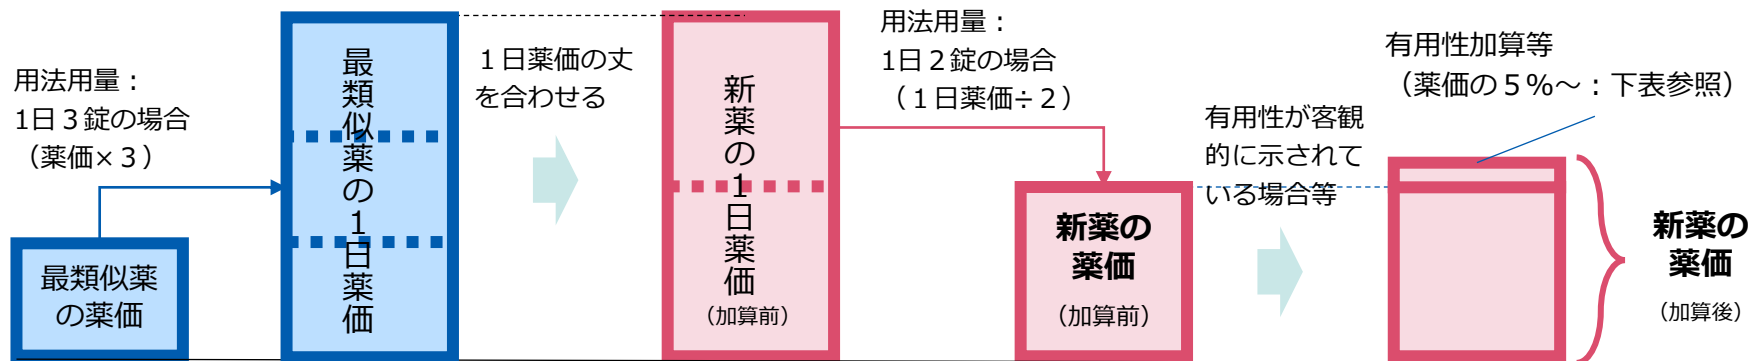 用法用量：
1日３錠の場合
（薬価×３）
最類似薬
の薬価
最類似薬の１日薬価
１日薬価の丈
を合わせる
新薬の１日薬価
（加算前）
用法用量：
1日２錠の場合
（１日薬価÷２）
新薬の
薬価
（加算前）
有用性が客観
的に示されて
いる場合等
有用性加算等
（薬価の５％～：下表参照）
新薬の
薬価
（加算後）